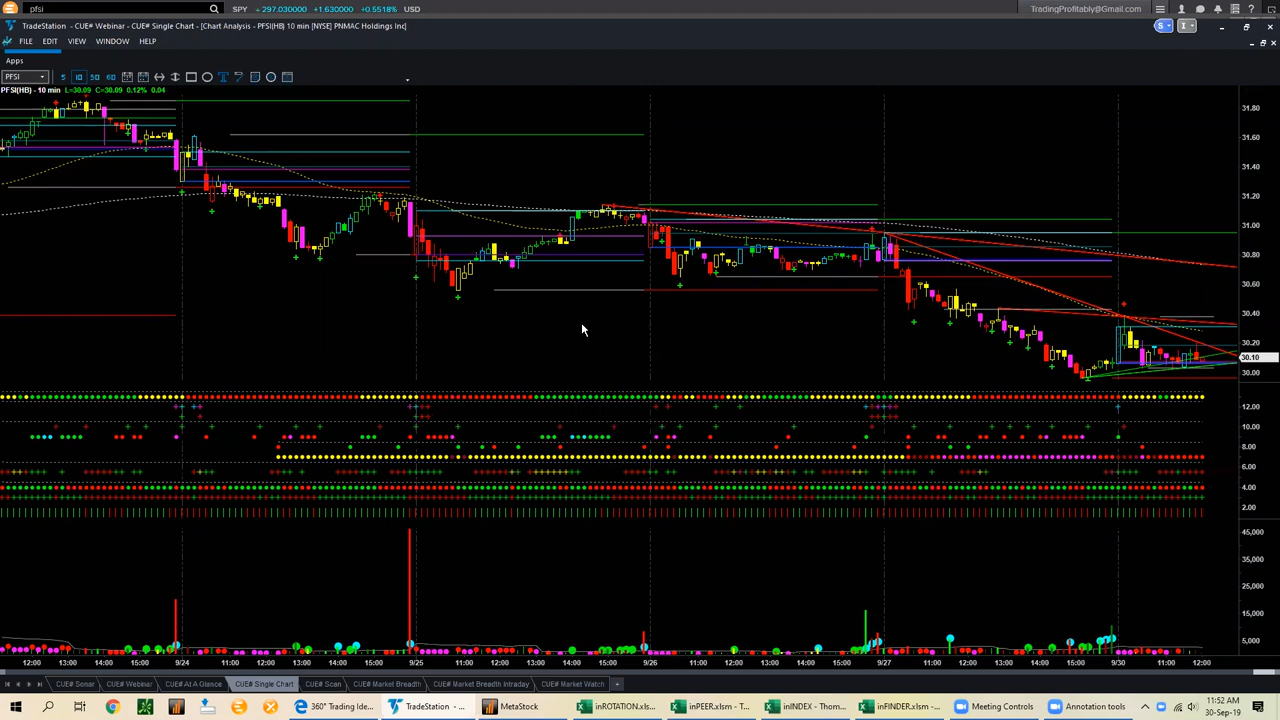 pfsi SPY + 297.030000 + 1.630000 + 0.5518% USD TradingProfitably@Gmail.com
TradeStation - CUE# Webinar - CUE# Single Chart - [Chart Analysis - PFSI(HB) 10 min [NYSE] PNMAC Holdings Inc]
FILE EDIT VIEW WINDOW HELP
Apps
PFSI 5 10 30 60
PFSI(HB) - 10 min L=30.09 C=30.09 0.12% 0.04
31.80
31.60
31.40
31.20
31.00
30.80
30.60
30.40
30.20
30.10
30.00
12.00
10.00
8.00
6.00
4.00
2.00
45,000
35,000
25,000
15,000
5,000
12:00 13:00 14:00 15:00 9/24 11:00 12:00 13:00 14:00 15:00 9/25 11:00 12:00 13:00 14:00 15:00 9/26 11:00 12:00 13:00 14:00 15:00 9/27 11:00 12:00 13:00 14:00 15:00 9/30 11:00 12:00
CUE# Sonar CUE# Webinar CUE# At A Glance CUE# Single Chart CUE# Scan CUE# Market Breadth CUE# Market Breadth Intraday CUE# Market Watch +
360° Trading Ide... TradeStation - ... MetaStock inROTATION.xls... inPEER.xlsm - T... inINDEX - Thom... inFINDER.xlsm -... Meeting Controls Annotation tools
11:52 AM
30-Sep-19